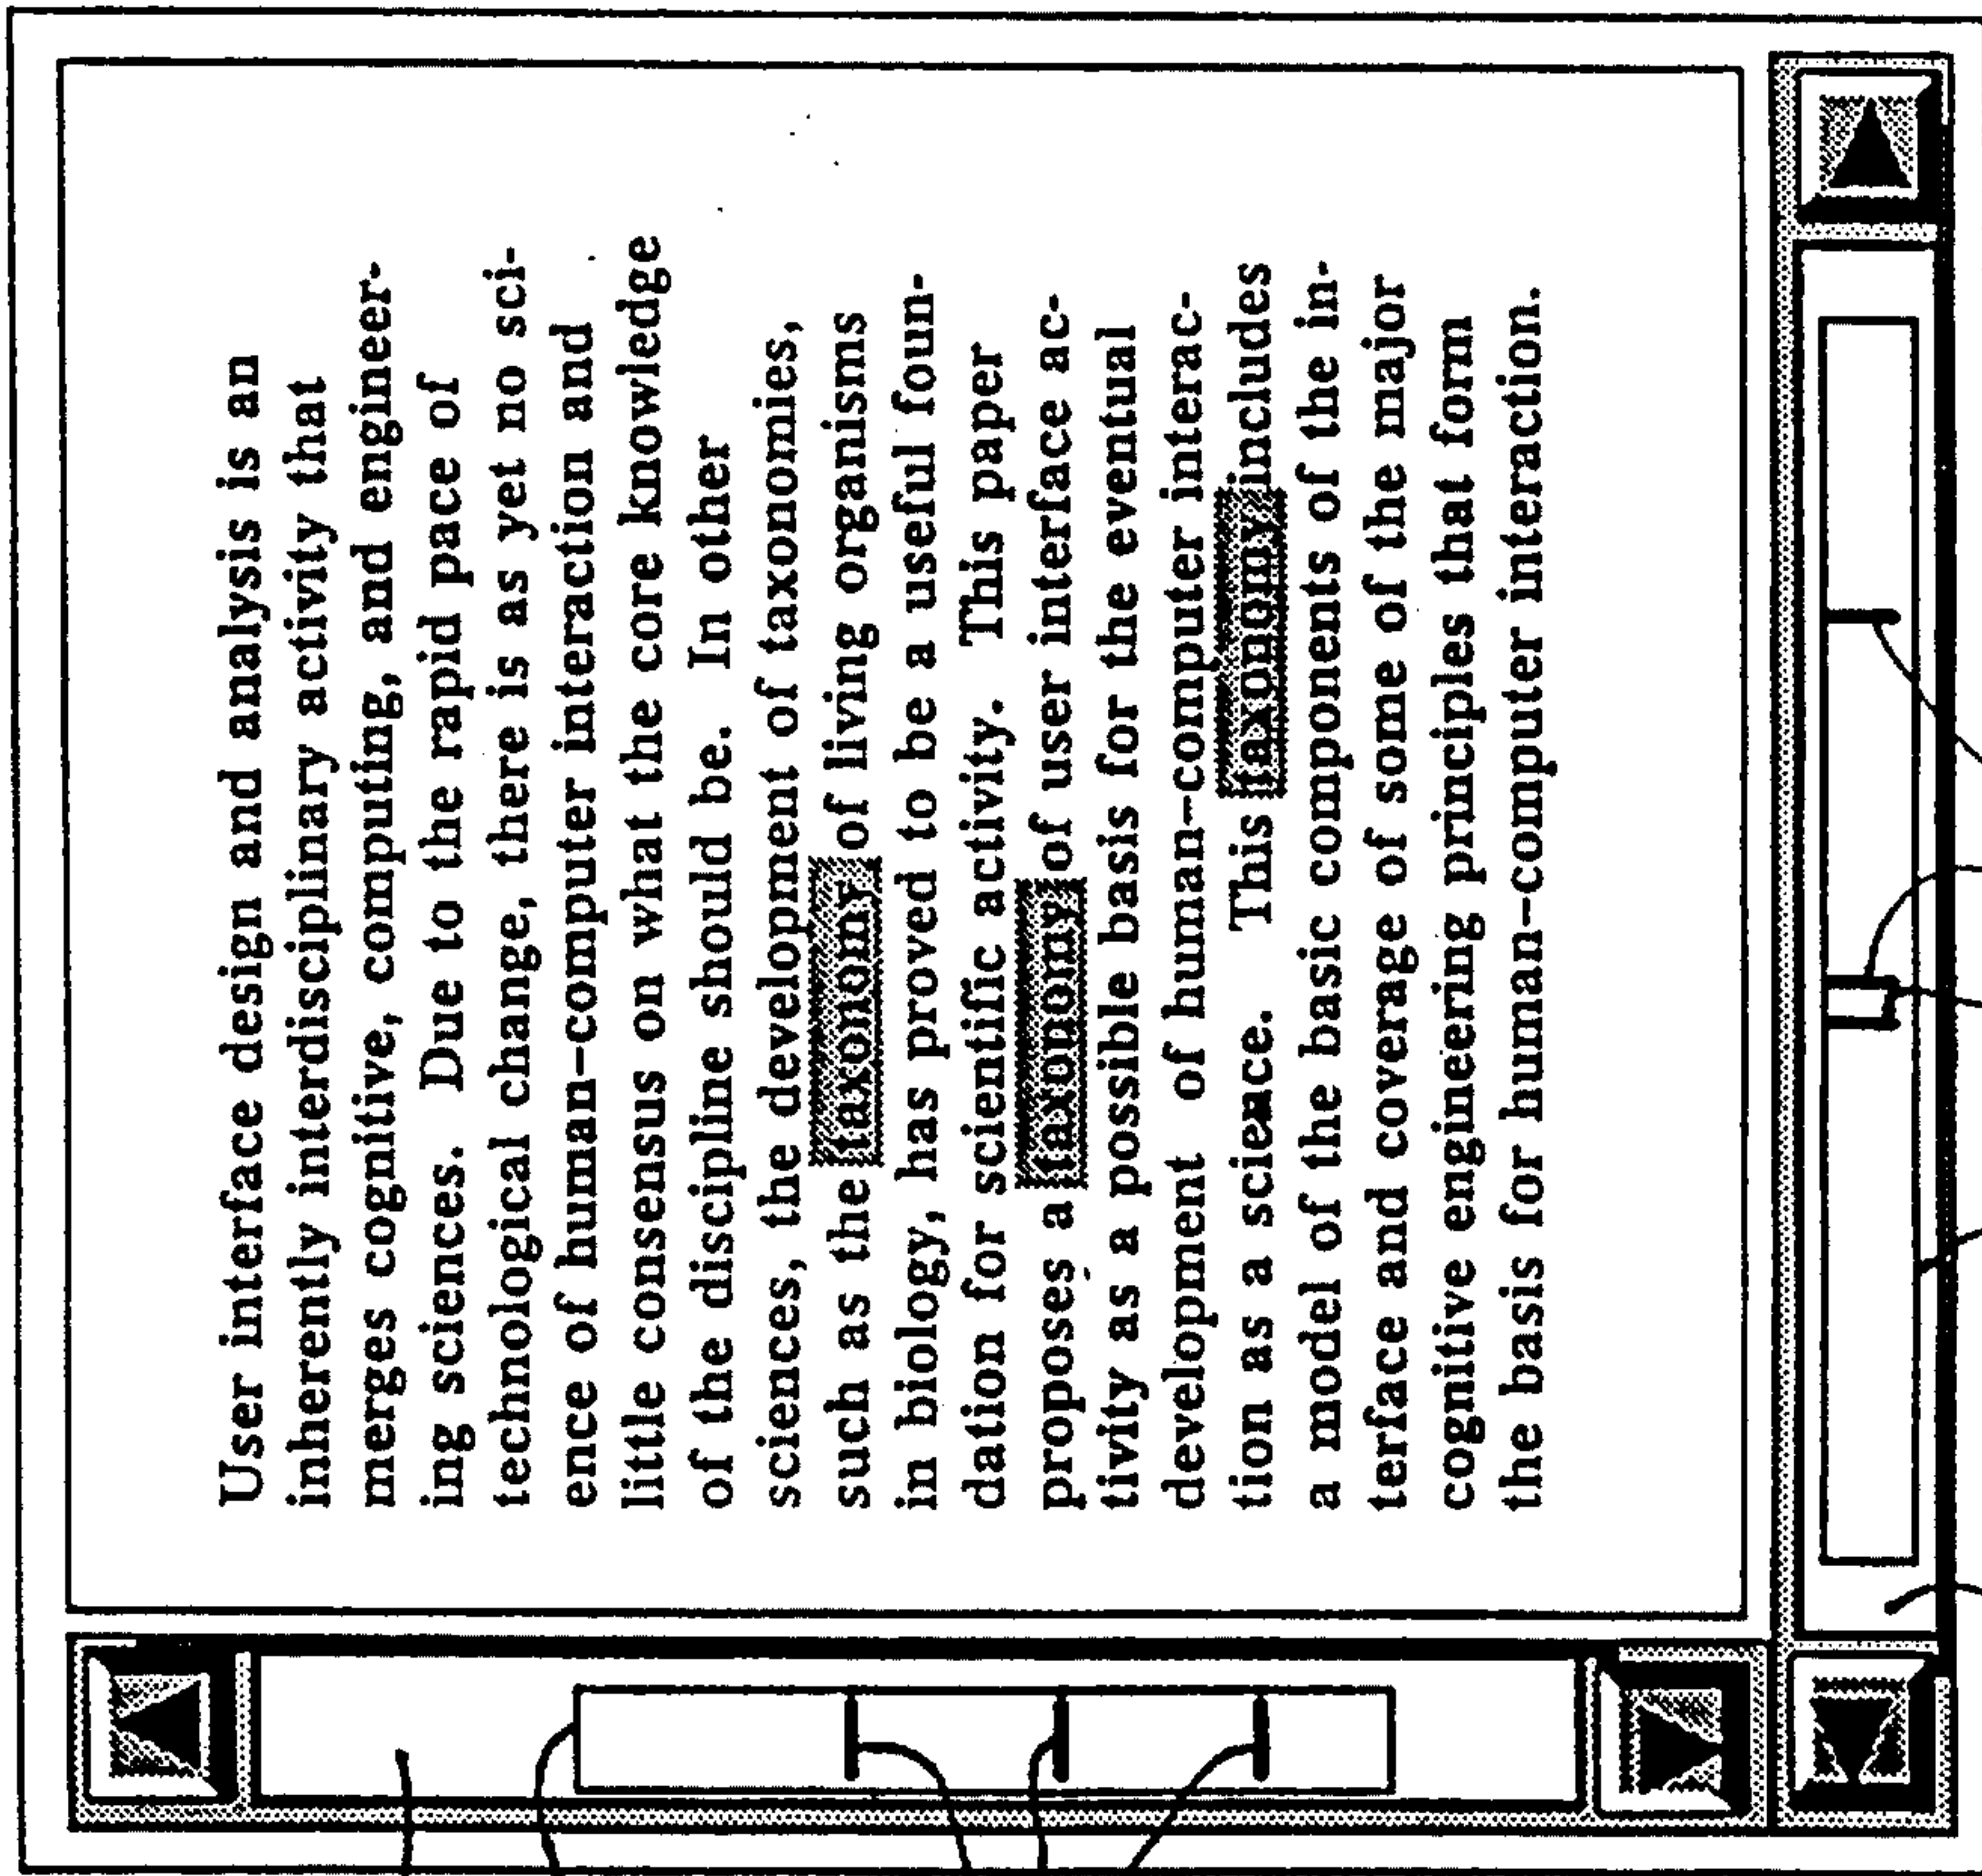 User interface design and analysis is an
inherently interdisciplinary activity that
merges cognitive, computing, and engineer-
ing sciences. Due to the rapid pace of
technological change, there is as yet no sci-
ence of human-computer interaction and
little consensus on what the core knowledge
of the discipline should be. In other
sciences, the development of taxonomies,
such as the taxonomy of living organisms
in biology, has proved to be a useful foun-
dation for scientific activity. This paper
proposes a taxonomy of user interface ac-
tivity as a possible basis for the eventual
development of human-computer interac-
tion as a science. This taxonomy includes
a model of the basic components of the in-
terface and coverage of some of the major
cognitive engineering principles that form
the basis for human-computer interaction.